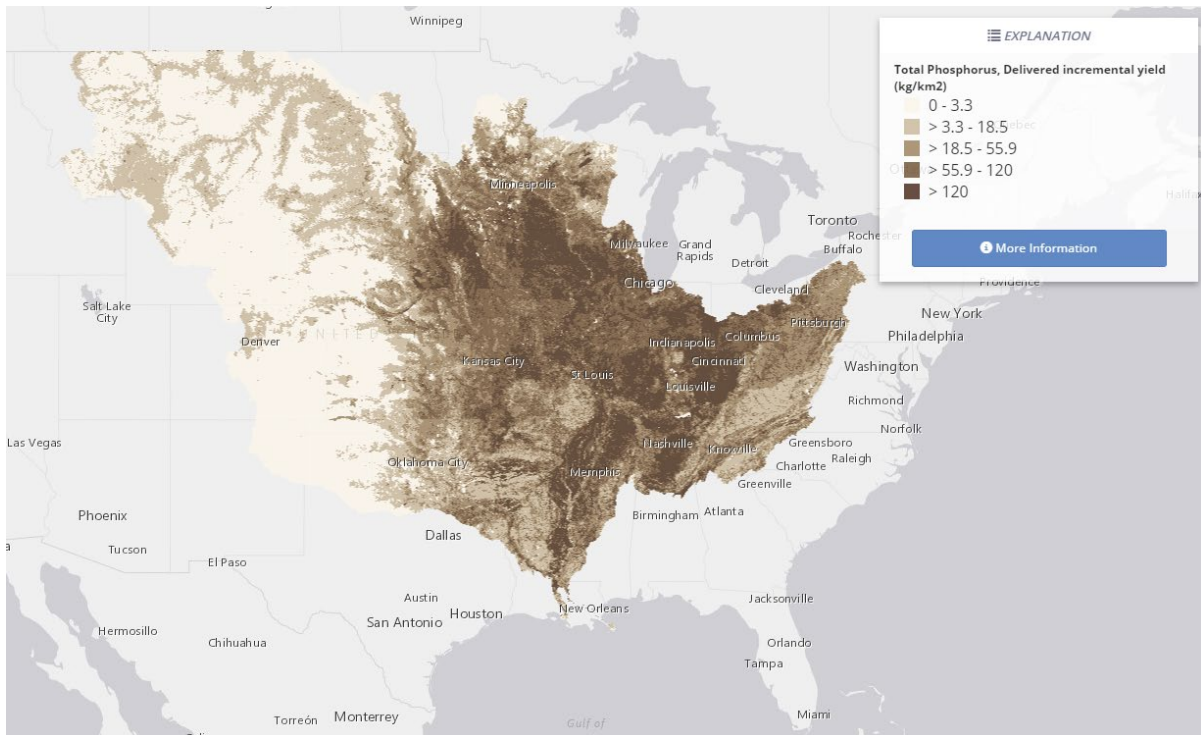 Winnipeg
EXPLANATION
Total Phosphorus, Delivered incremental yield
(kg/km2)
0 - 3.3
> 3.3 - 18.5
> 18.5 - 55.9
> 55.9 - 120
> 120
More Information
Minneapolis
Toronto
Rochester
Buffalo
Milwaukee
Grand
Rapids
Detroit
Chicago
Cleveland
Providence
Salt Lake
City
New York
Pittsburgh
Philadelphia
Denver
UNITED
Indianapolis
Columbus
Kansas City
Cincinnati
St Louis
Washington
Louisville
Richmond
Norfolk
Las Vegas
Nashville
Knoxville
Greensboro
Raleigh
Oklahoma City
Memphis
Charlotte
Greenville
Phoenix
Birmingham
Atlanta
Tucson
Dallas
El Paso
Austin
Houston
San Antonio
New Orleans
Jacksonville
Hermosillo
Chihuahua
Orlando
Tampa
Torreón
Monterrey
Miami
Gulf of